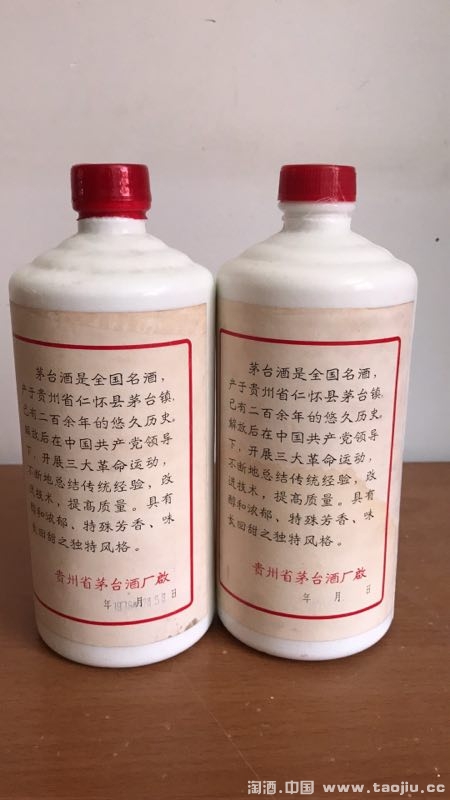 茅台酒是全国名酒，
产于贵州省仁怀县茅台镇，
已有二百余年的悠久历史。
解放后在中国共产党领导
下，开展三大革命运动，
不断地总结传统经验，改
进技术，提高质量。具有
醇和浓郁、特殊芳香、味
长回甜之独特风格。
贵州省茅台酒厂啟
年 月 日
茅台酒是全国名酒，
产于贵州省仁怀县茅台镇，
已有二百余年的悠久历史。
解放后在中国共产党领导
下，开展三大革命运动，
不断地总结传统经验，改
进技术，提高质量。具有
醇和浓郁、特殊芳香、味
长回甜之独特风格。
贵州省茅台酒厂啟
年 月 日
淘酒.中国 www.taojiu.cc